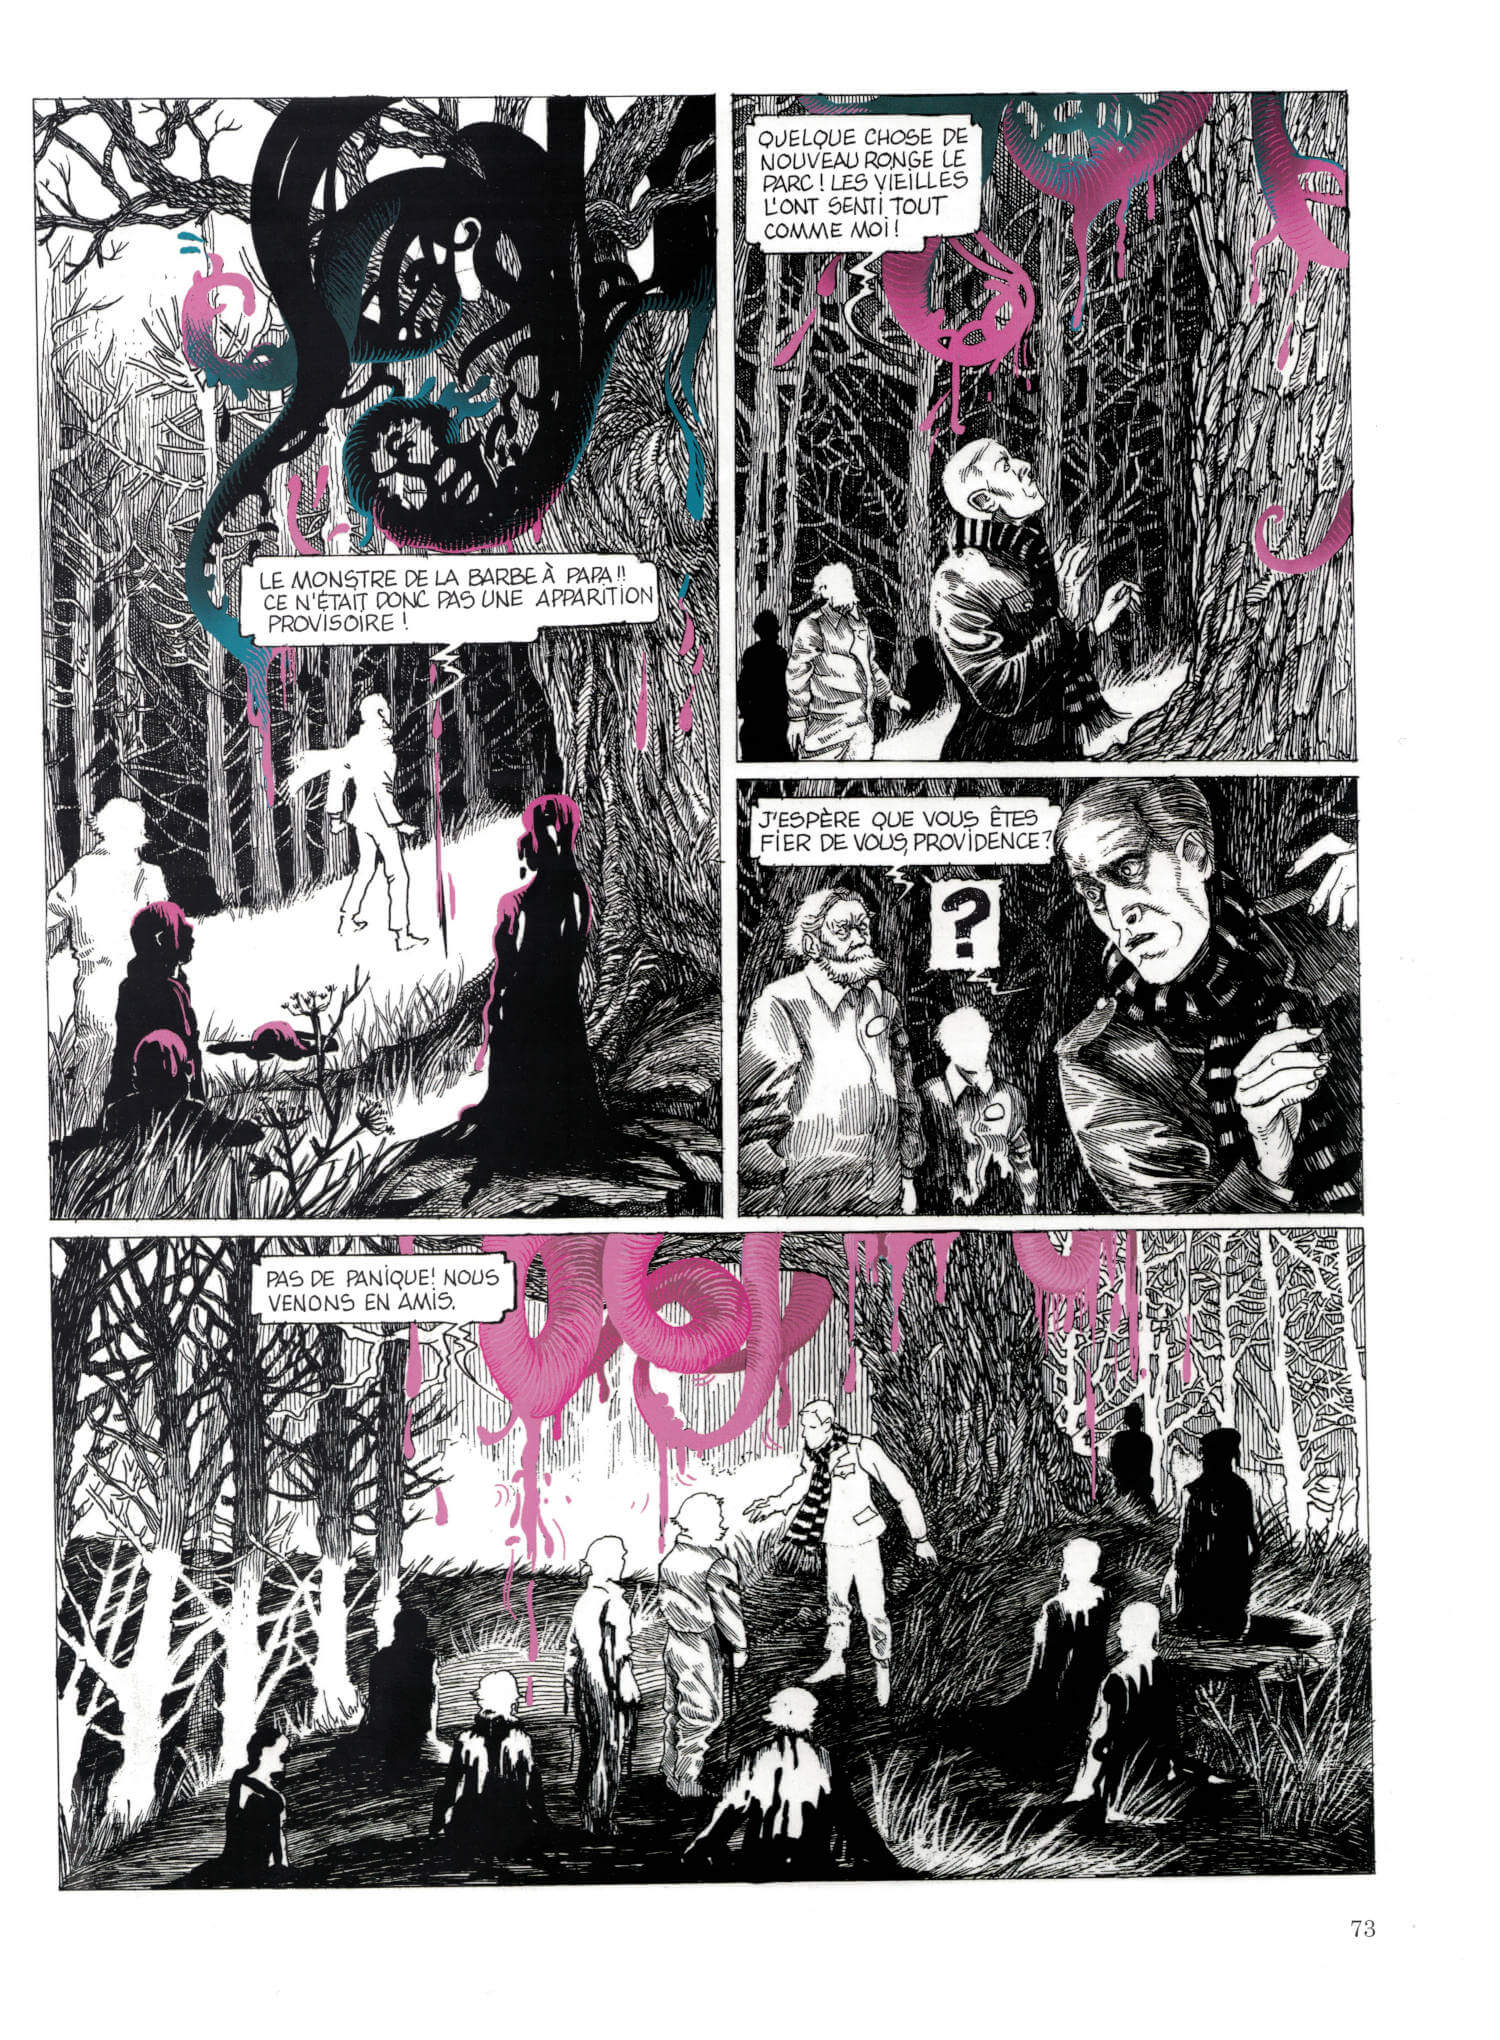 LE MONSTRE DE LA BARBE À PAPA!!
CE N'ÉTAIT DONC PAS UNE APPARITION
PROVISOIRE!
QUELQUE CHOSE DE
NOUVEAU RONGE LE
PARC! LES VIEILLES
L'ONT SENTI TOUT
COMME MOI!
J'ESPÈRE QUE VOUS ÊTES
FIER DE VOUS, PROVIDENCE?
?
PAS DE PANIQUE! NOUS
VENONS EN AMIS.
73